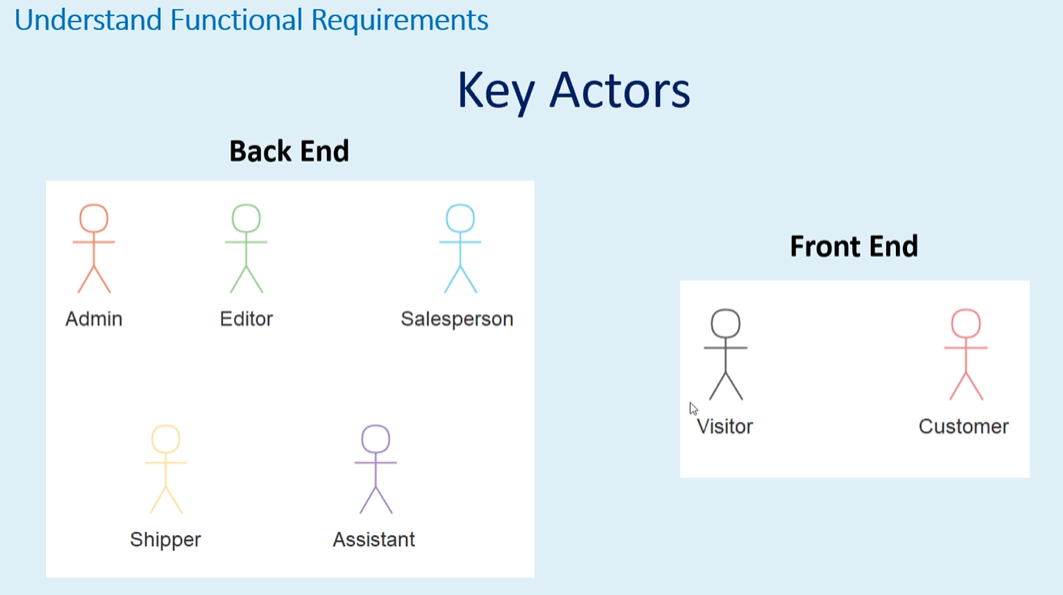 Understand Functional Requirements
Key Actors
Back End
Admin
Editor
Salesperson
Shipper
Assistant
Front End
Visitor
Customer